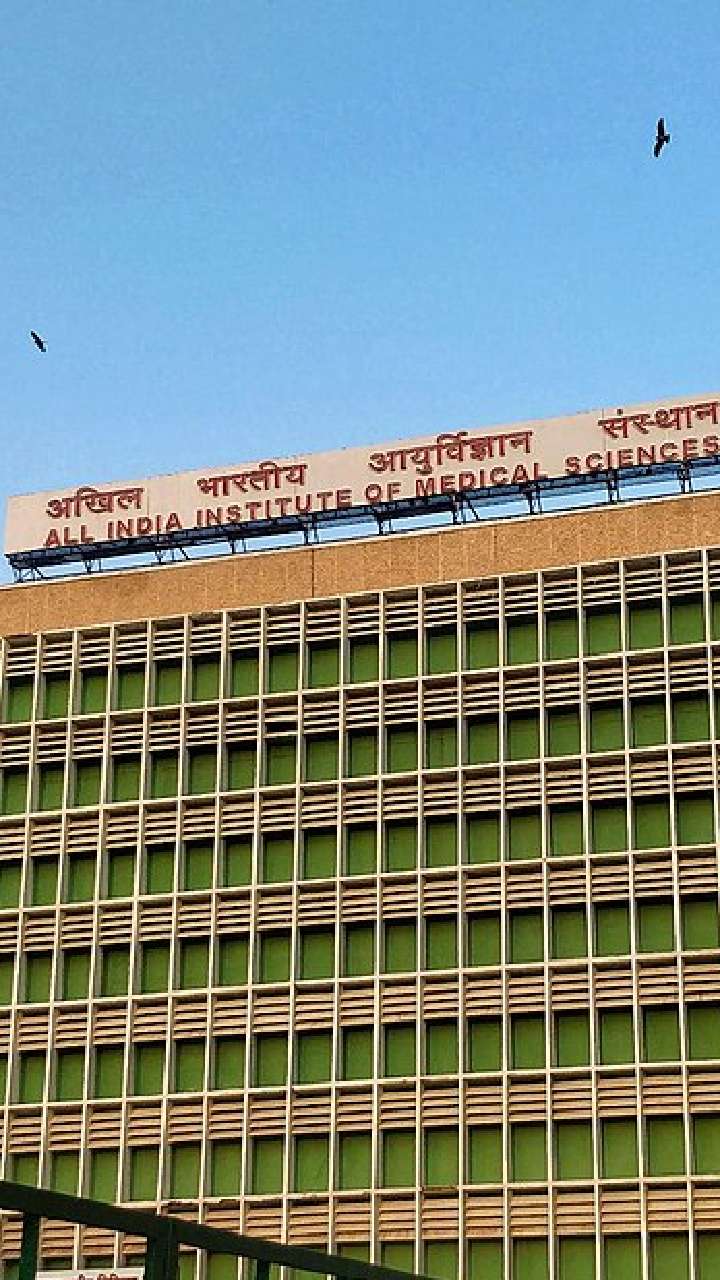 अखिल भारतीय आयुर्विज्ञान संस्थान
ALL INDIA INSTITUTE OF MEDICAL SCIENCES